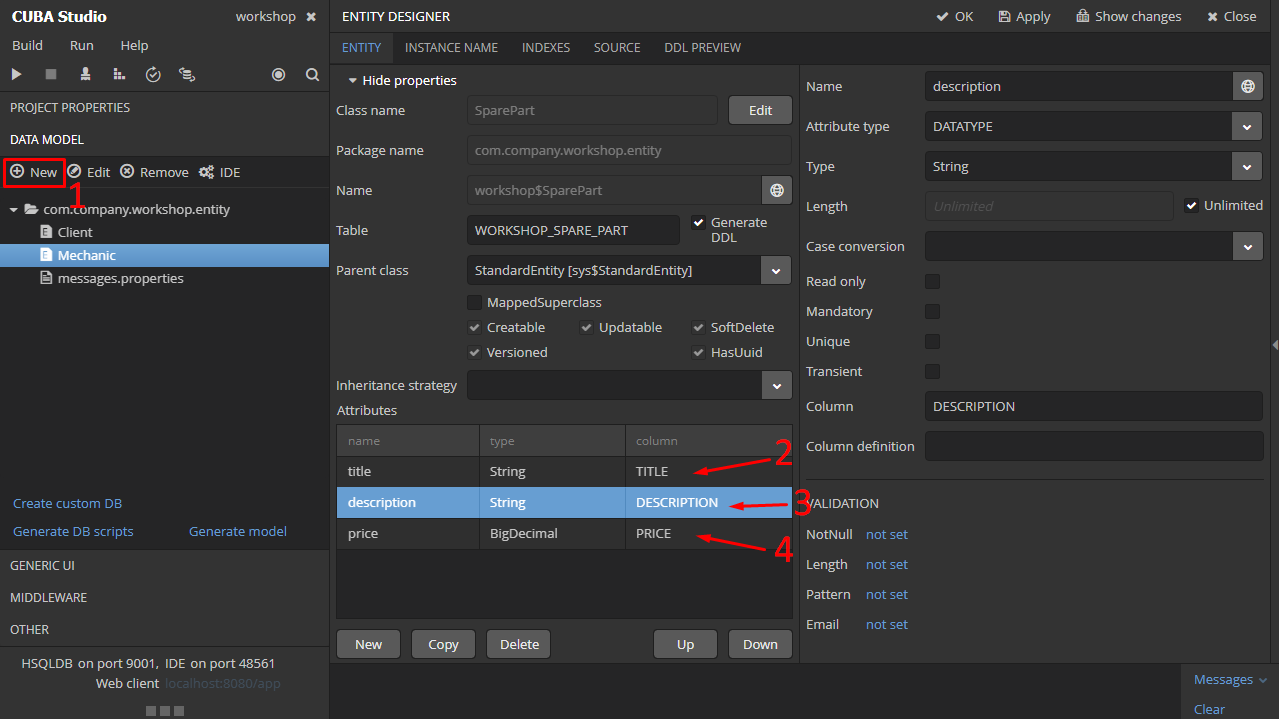 CUBA Studio
workshop
Build Run Help
PROJECT PROPERTIES
DATA MODEL
New Edit Remove IDE
1
com.company.workshop.entity
Client
Mechanic
messages.properties
Create custom DB
Generate DB scripts Generate model
GENERIC UI
MIDDLEWARE
OTHER
HSQLDB on port 9001, IDE on port 48561
Web client localhost:8080/app
ENTITY DESIGNER
OK Apply Show changes Close
ENTITY INSTANCE NAME INDEXES SOURCE DDL PREVIEW
Hide properties
Class name SparePart Edit
Package name com.company.workshop.entity
Name workshop$SparePart
Table WORKSHOP_SPARE_PART Generate DDL
Parent class StandardEntity [sys$StandardEntity]
MappedSuperclass
Creatable Updatable SoftDelete
Versioned HasUuid
Inheritance strategy
Attributes
name type column
title String TITLE 2
description String DESCRIPTION 3
price BigDecimal PRICE 4
New Copy Delete Up Down
Name description
Attribute type DATATYPE
Type String
Length Unlimited Unlimited
Case conversion
Read only
Mandatory
Unique
Transient
Column DESCRIPTION
Column definition
VALIDATION
NotNull not set
Length not set
Pattern not set
Email not set
Messages
Clear